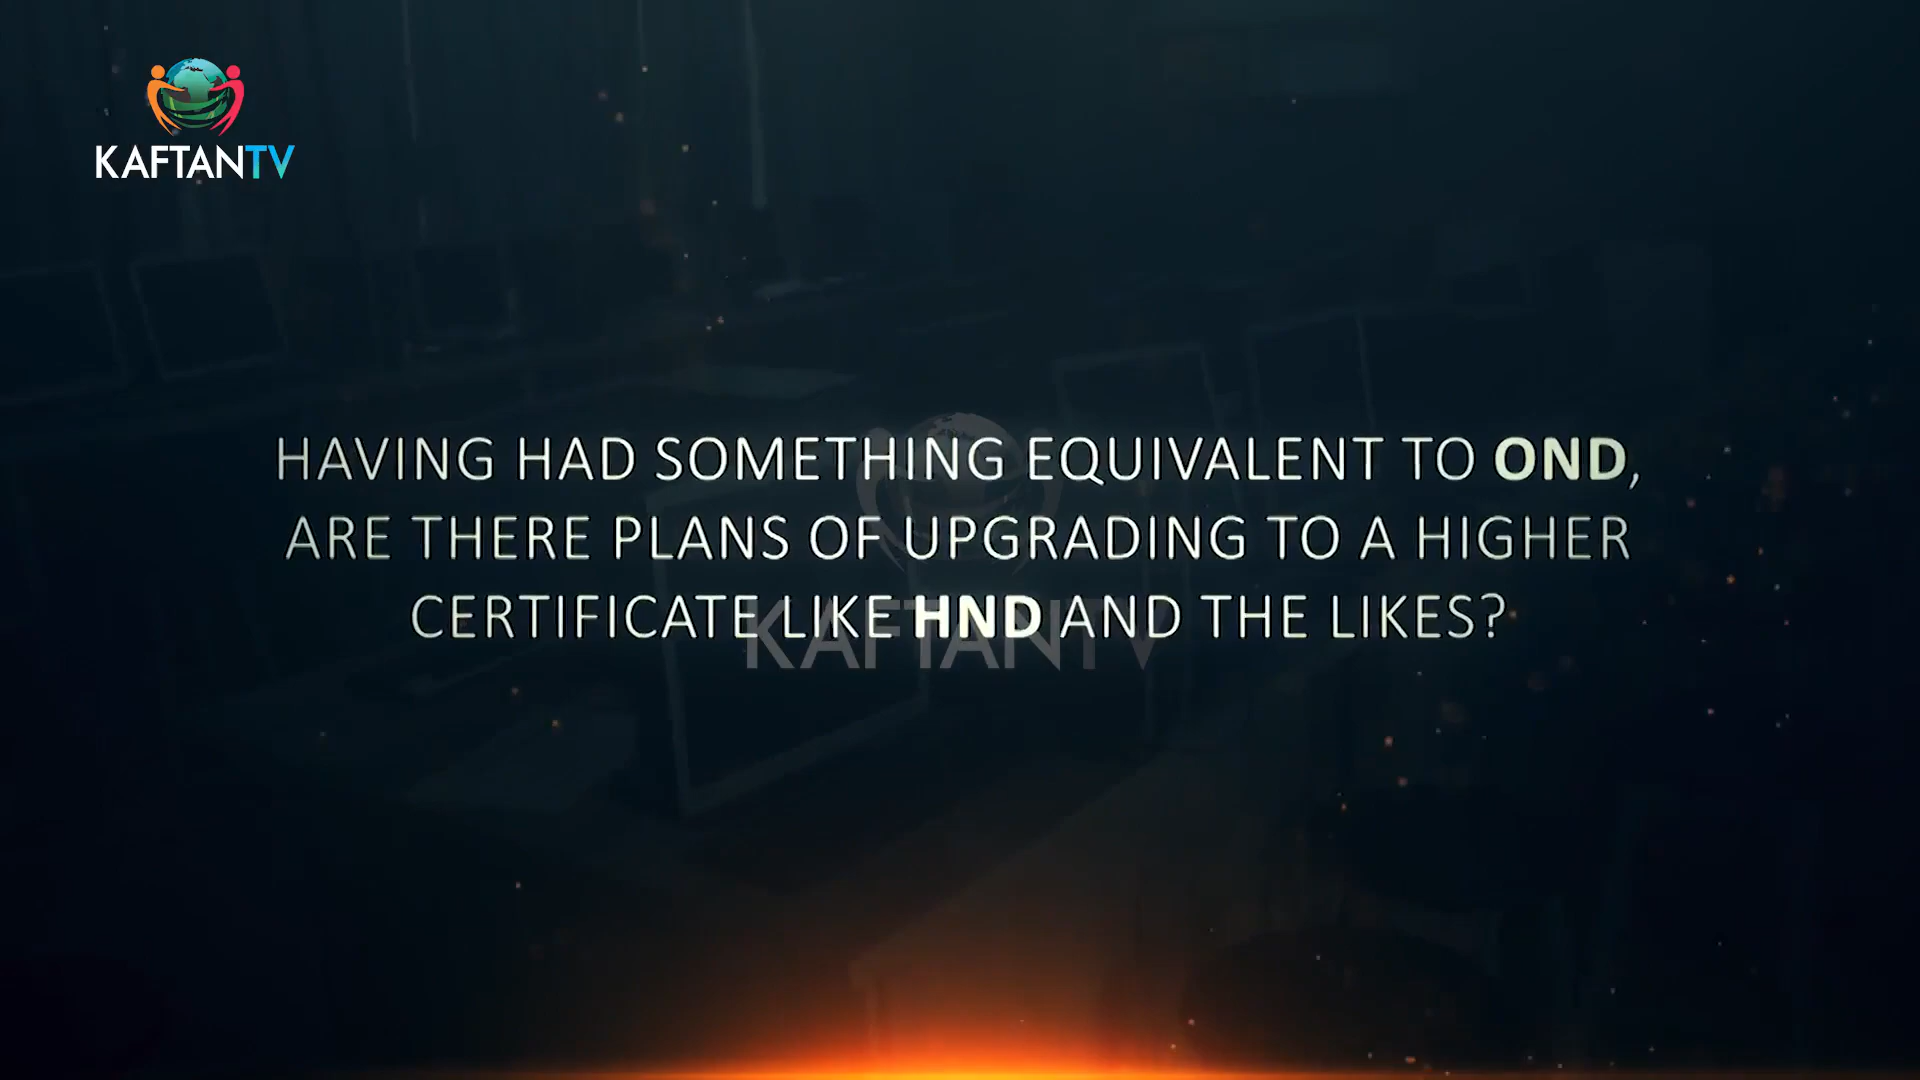 KAFTANTV
HAVING HAD SOMETHING EQUIVALENT TO OND,
ARE THERE PLANS OF UPGRADING TO A HIGHER
CERTIFICATE LIKE HND AND THE LIKES?
KAFTANTV